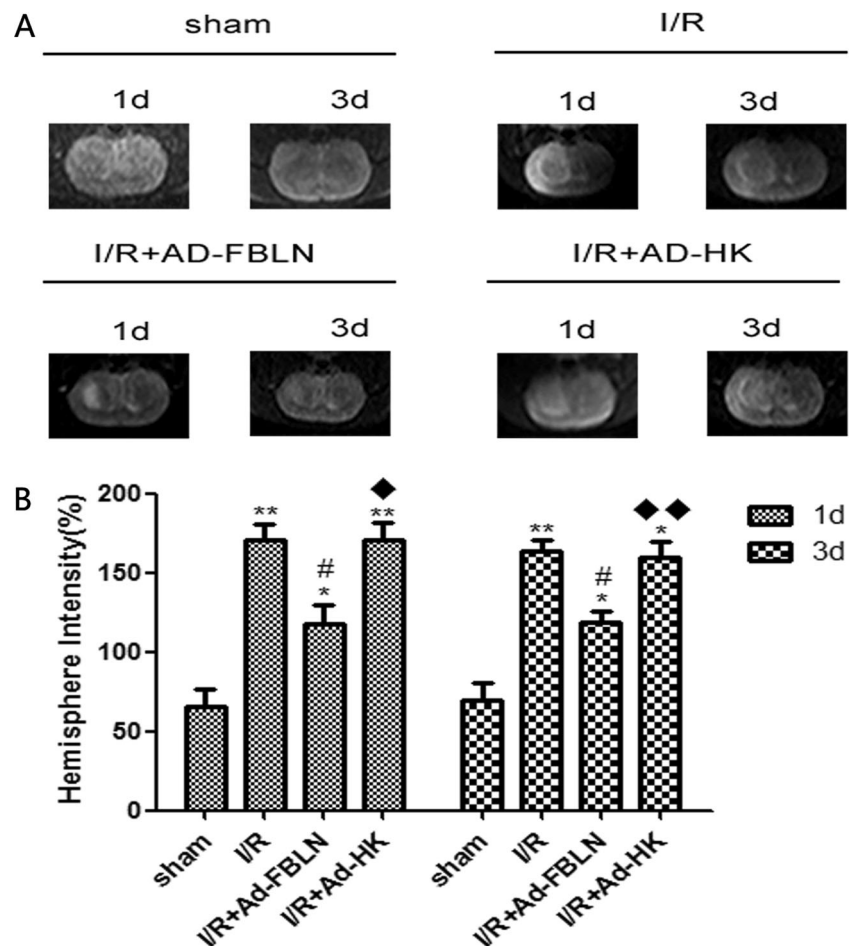 A
sham
I/R
1d
3d
1d
3d
I/R+AD-FBLN
I/R+AD-HK
1d
3d
1d
3d
B
Hemisphere Intensity(%)
200
150
100
50
0
**
#
*
◆
**
**
#
*
◆◆
*
1d
3d
sham
I/R
I/R+Ad-FBLN
I/R+Ad-HK
sham
I/R
I/R+Ad-FBLN
I/R+Ad-HK